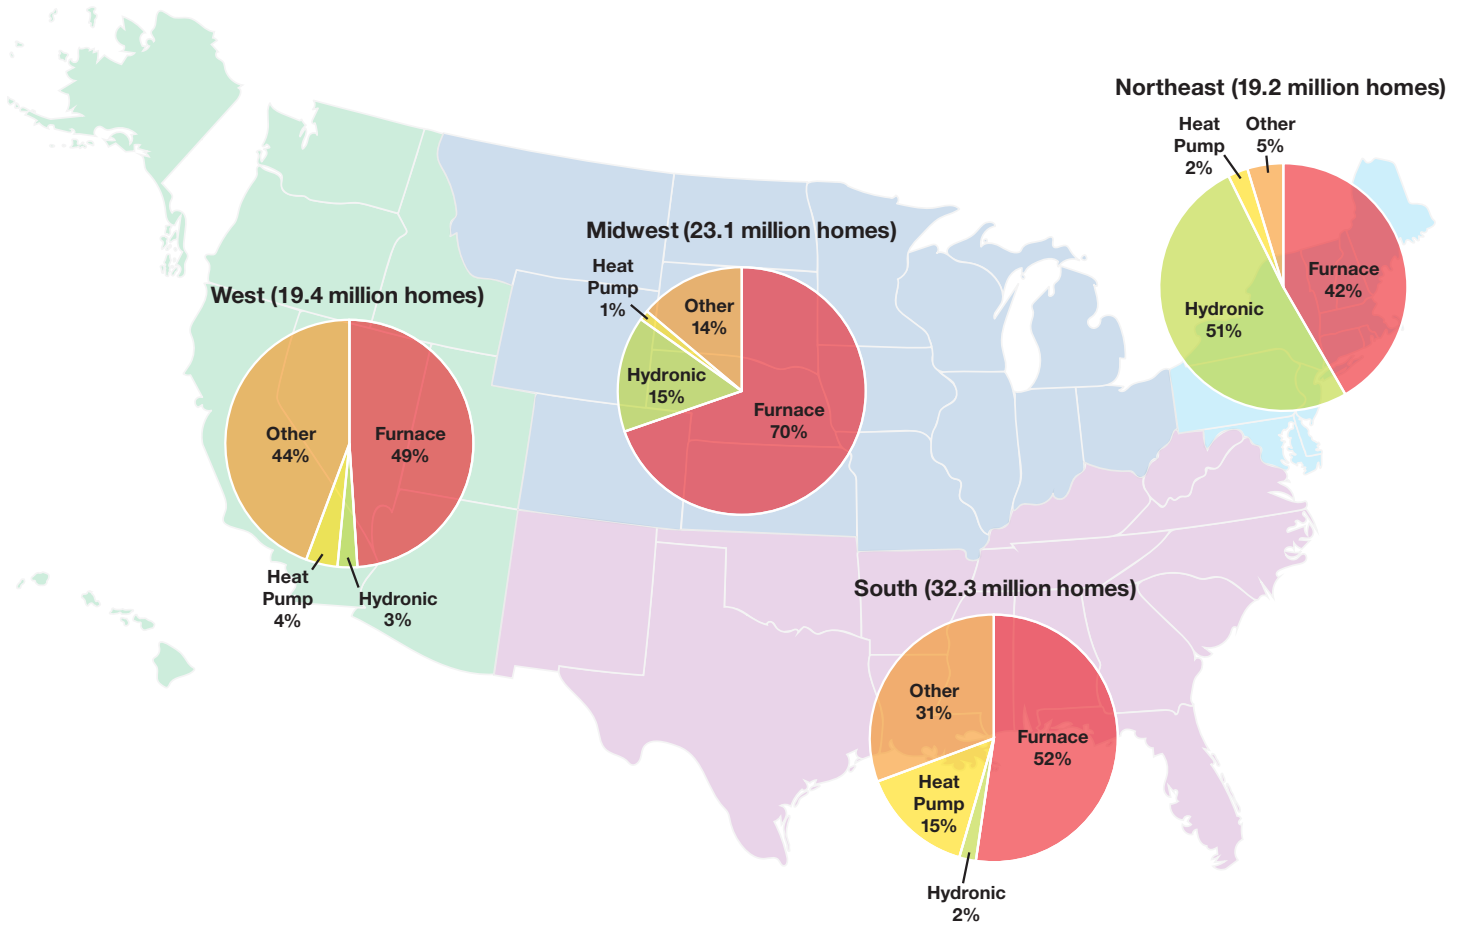 Northeast (19.2 million homes)
Heat
Pump
2%
Other
5%
Furnace
42%
Hydronic
51%
Midwest (23.1 million homes)
Heat
Pump
1%
Other
14%
Hydronic
15%
Furnace
70%
West (19.4 million homes)
Other
44%
Furnace
49%
Heat
Pump
4%
Hydronic
3%
South (32.3 million homes)
Other
31%
Furnace
52%
Heat
Pump
15%
Hydronic
2%